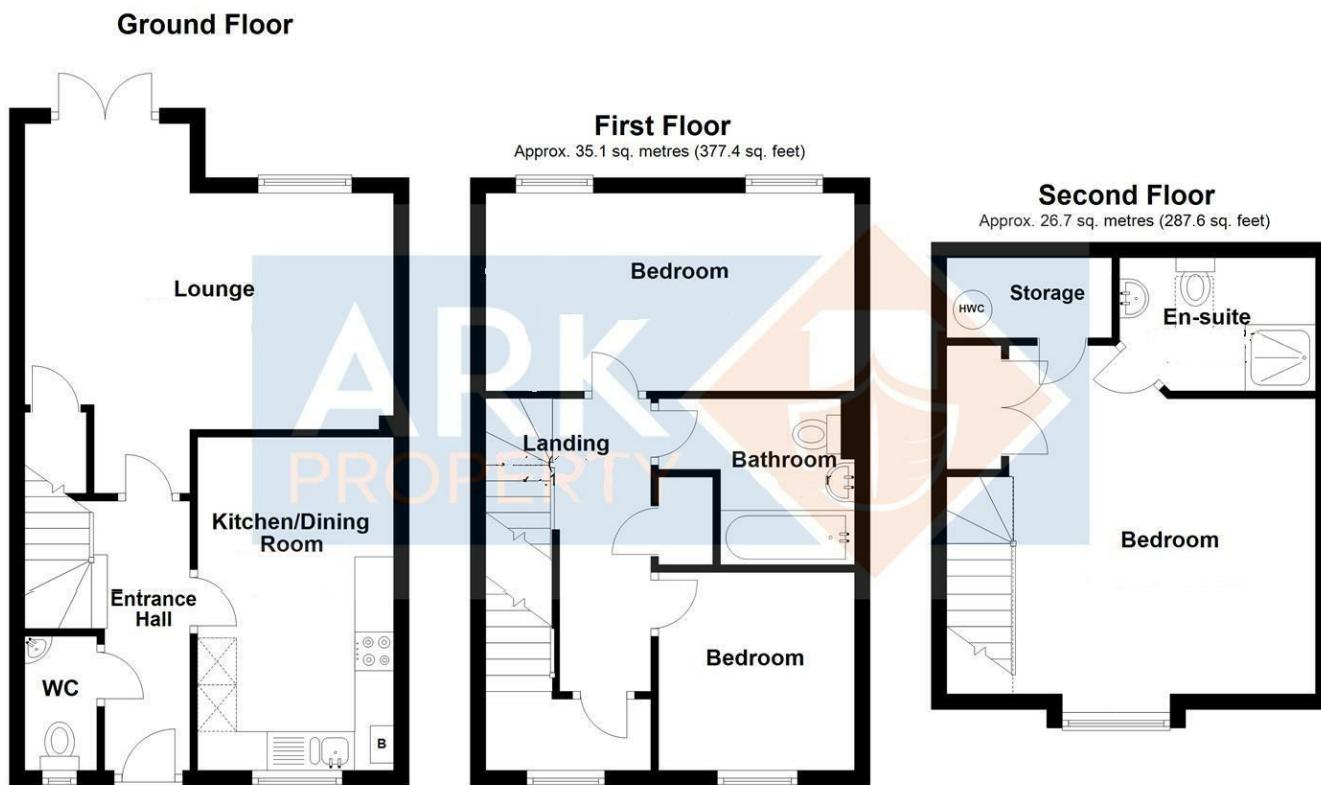 Ground Floor
Lounge
Kitchen/Dining
Room
Entrance
Hall
WC
B
First Floor
Approx. 35.1 sq. metres (377.4 sq. feet)
Bedroom
Landing
Bathroom
Bedroom
Second Floor
Approx. 26.7 sq. metres (287.6 sq. feet)
Storage
HWC
En-suite
Bedroom
ARK
PROPERTY